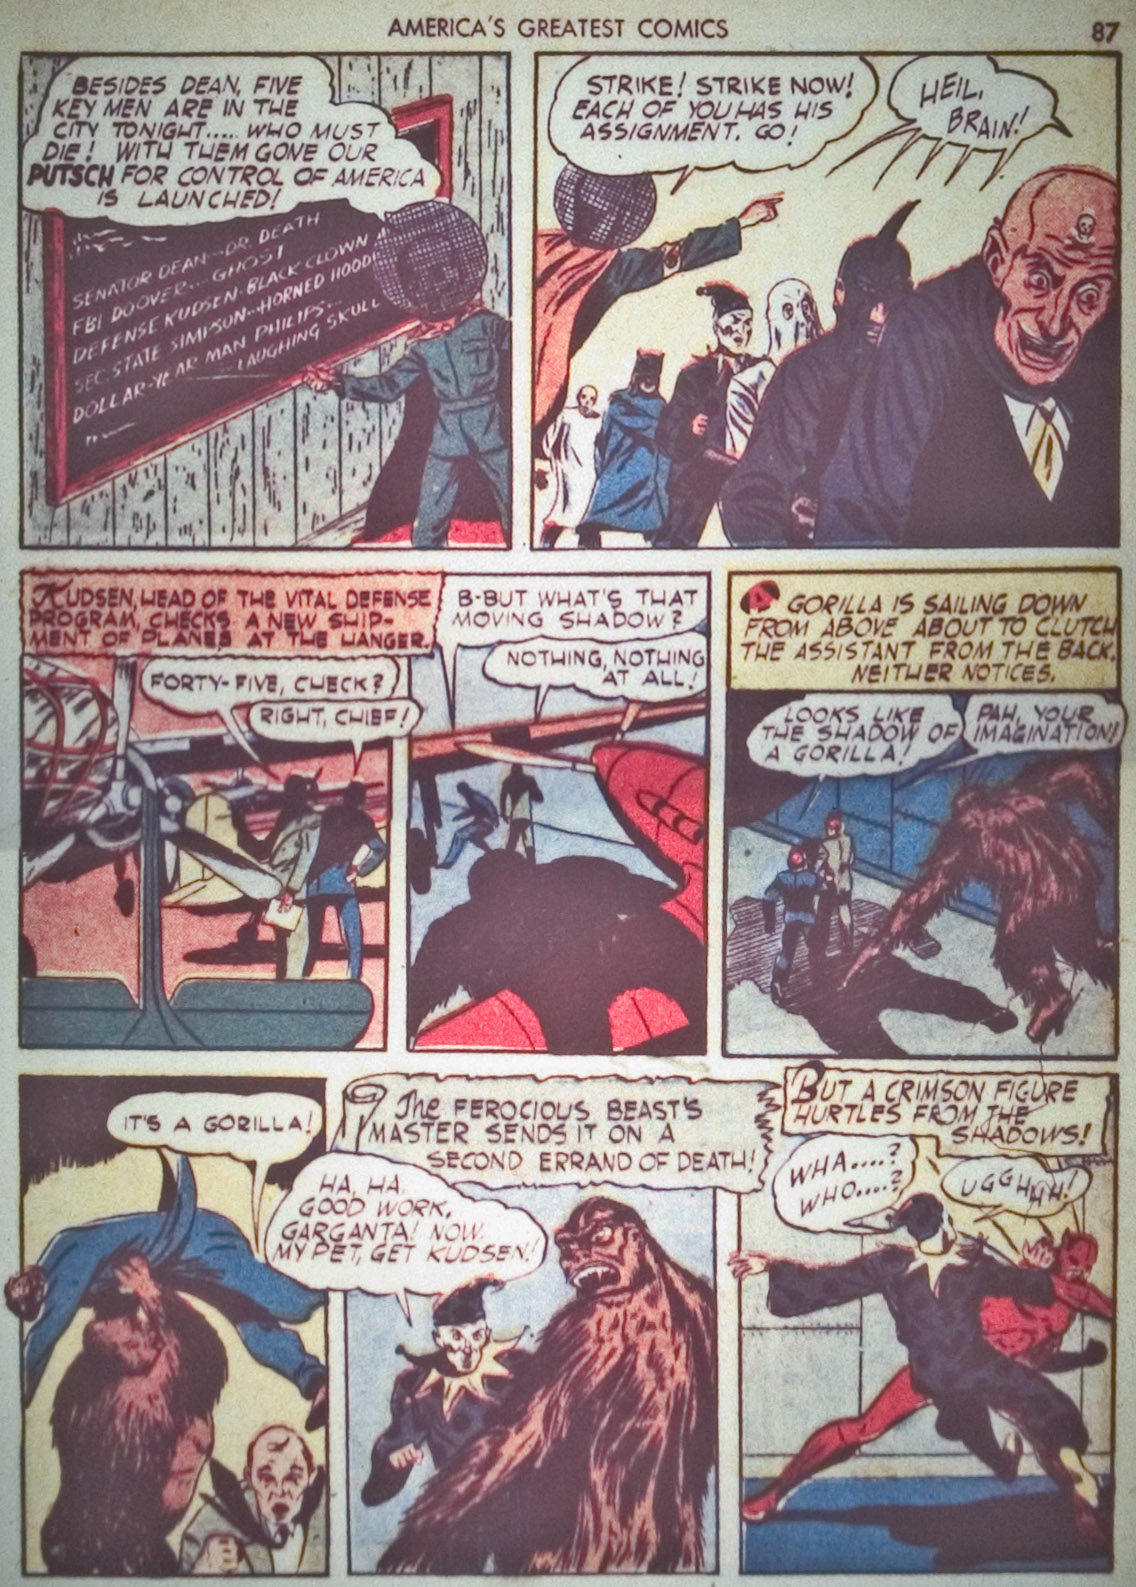 AMERICA'S GREATEST COMICS
87
BESIDES DEAN, FIVE
KEY MEN ARE IN THE
CITY TONIGHT..... WHO MUST
DIE! WITH THEM GONE OUR
PUTSCH FOR CONTROL OF AMERICA
IS LAUNCHED!
SENATOR DEAN--DR. DEATH
FBI DOOVER... GHOST
DEFENSE KUDSEN-BLACK CLOWN
SEC. STATE SIMPSON--HORNED HOOD
DOLLAR-YEAR MAN PHILIPS--
LAUGHING SKULL
STRIKE! STRIKE NOW!
EACH OF YOU HAS HIS
ASSIGNMENT. GO!
HEIL,
BRAIN!
KUDSEN, HEAD OF THE VITAL DEFENSE
PROGRAM, CHECKS A NEW SHIP-
MENT OF PLANES AT THE HANGER.
FORTY-FIVE, CHECK?
RIGHT, CHIEF!
B-BUT WHAT'S THAT
MOVING SHADOW?
NOTHING, NOTHING
AT ALL!
A GORILLA IS SAILING DOWN
FROM ABOVE ABOUT TO CLUTCH
THE ASSISTANT FROM THE BACK.
NEITHER NOTICES.
LOOKS LIKE
THE SHADOW OF
A GORILLA!
PAH, YOUR
IMAGINATION!
IT'S A GORILLA!
THE FEROCIOUS BEAST'S
MASTER SENDS IT ON A
SECOND ERRAND OF DEATH!
HA, HA,
GOOD WORK,
GARGANTA! NOW,
MY PET, GET KUDSEN!
BUT A CRIMSON FIGURE
HURTLES FROM THE
SHADOWS!
WHA....?
WHO....?
UGGHHH!